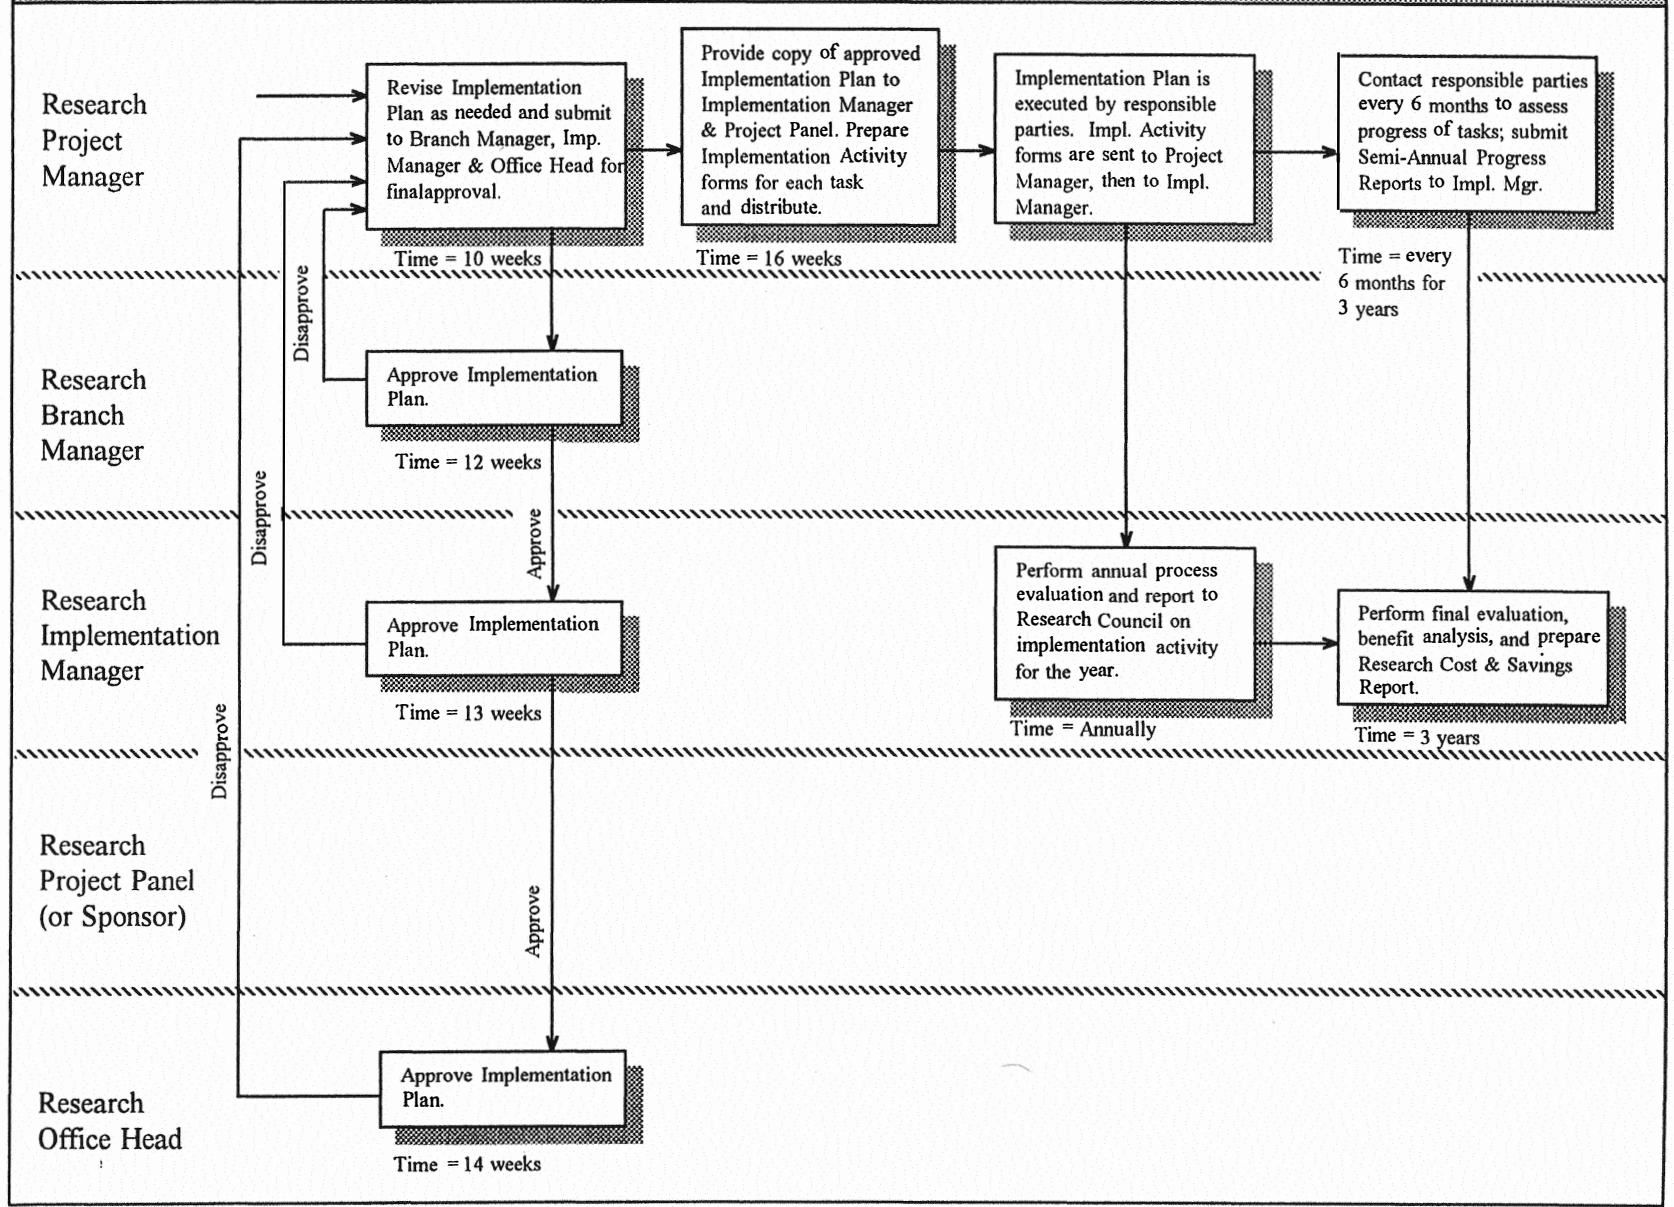 Research
Project
Manager
Revise Implementation
Plan as needed and submit
to Branch Manager, Imp.
Manager & Office Head for
finalapproval.
Time = 10 weeks
Provide copy of approved
Implementation Plan to
Implementation Manager
& Project Panel. Prepare
Implementation Activity
forms for each task
and distribute.
Time = 16 weeks
Implementation Plan is
executed by responsible
parties. Impl. Activity
forms are sent to Project
Manager, then to Impl.
Manager.
Contact responsible parties
every 6 months to assess
progress of tasks; submit
Semi-Annual Progress
Reports to Impl. Mgr.
Time = every
6 months for
3 years
Disapprove
Research
Branch
Manager
Approve Implementation
Plan.
Time = 12 weeks
Disapprove
Approve
Research
Implementation
Manager
Approve Implementation
Plan.
Time = 13 weeks
Perform annual process
evaluation and report to
Research Council on
implementation activity
for the year.
Time = Annually
Perform final evaluation,
benefit analysis, and prepare
Research Cost & Savings
Report.
Time = 3 years
Disapprove
Research
Project Panel
(or Sponsor)
Approve
Research
Office Head
Approve Implementation
Plan.
Time = 14 weeks